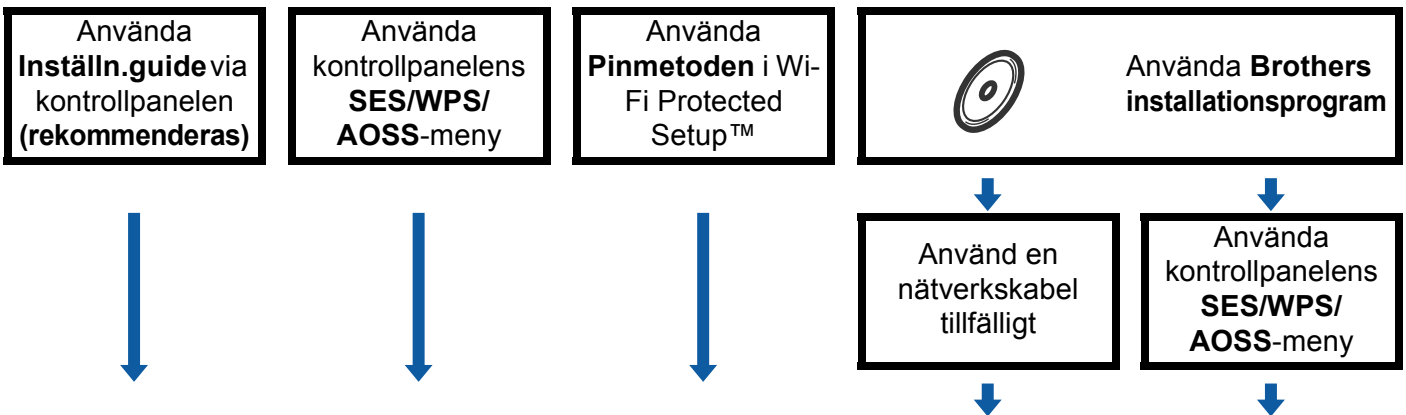 Använda
Inställn.guide via
kontrollpanelen
(rekommenderas)
Använda
kontrollpanelens
SES/WPS/
AOSS-meny
Använda
Pinmetoden i Wi-
Fi Protected
Setup™
Använda Brothers
installationsprogram
Använd en
nätverkskabel
tillfälligt
Använda
kontrollpanelens
SES/WPS/
AOSS-meny